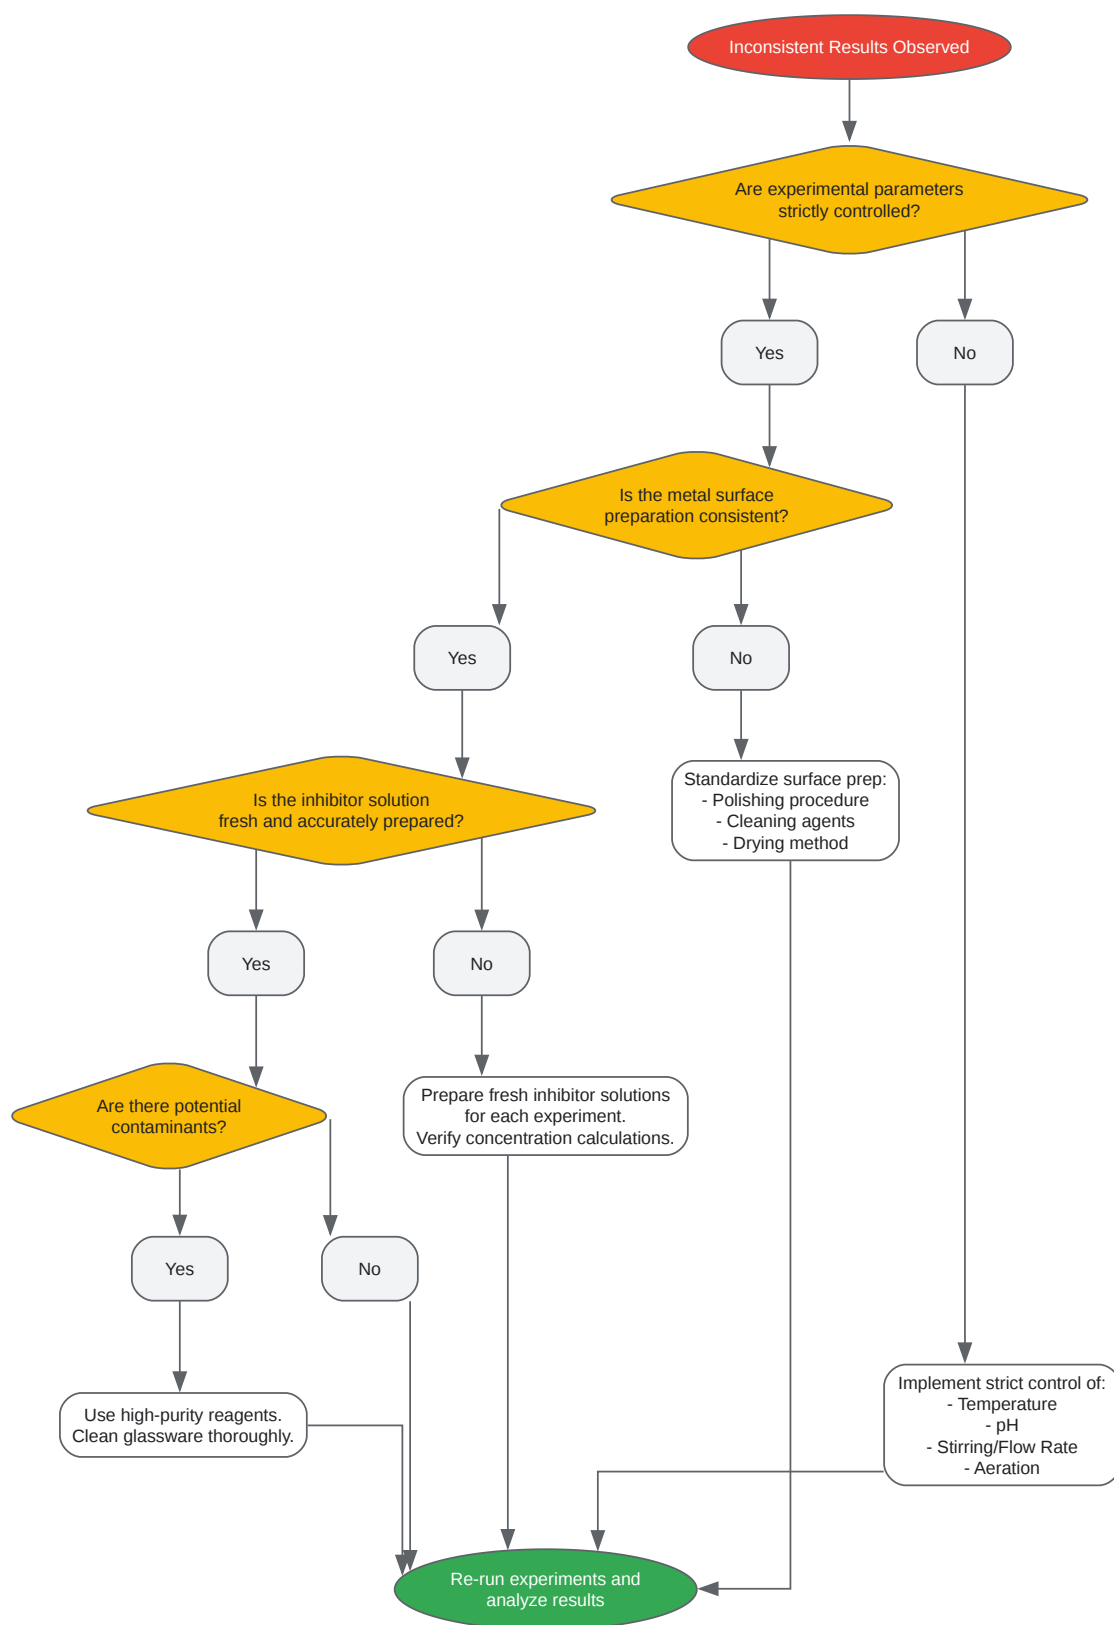 Inconsistent Results Observed
Are experimental parameters
strictly controlled?
Yes
No
Is the metal surface
preparation consistent?
Yes
No
Standardize surface prep:
- Polishing procedure
- Cleaning agents
- Drying method
Is the inhibitor solution
fresh and accurately prepared?
Yes
No
Prepare fresh inhibitor solutions
for each experiment.
Verify concentration calculations.
Are there potential
contaminants?
Yes
No
Use high-purity reagents.
Clean glassware thoroughly.
Implement strict control of:
- Temperature
- pH
- Stirring/Flow Rate
- Aeration
Re-run experiments and
analyze results